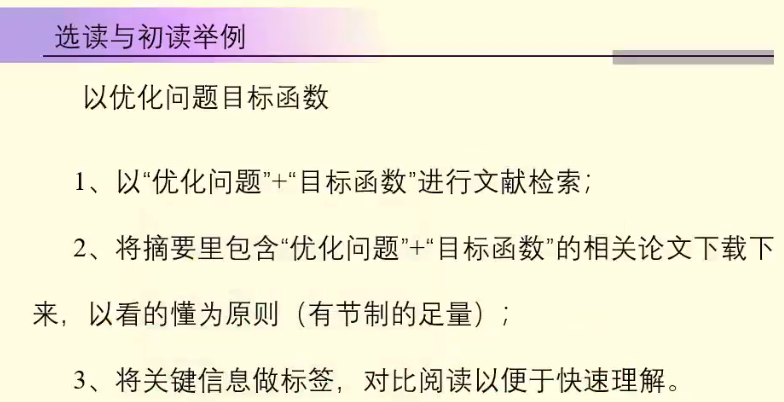 选读与初读举例
以优化问题目标函数
1、以“优化问题”+“目标函数”进行文献检索；
2、将摘要里包含“优化问题”+“目标函数”的相关论文下载下
来，以看的懂为原则（有节制的足量）；
3、将关键信息做标签，对比阅读以便于快速理解。